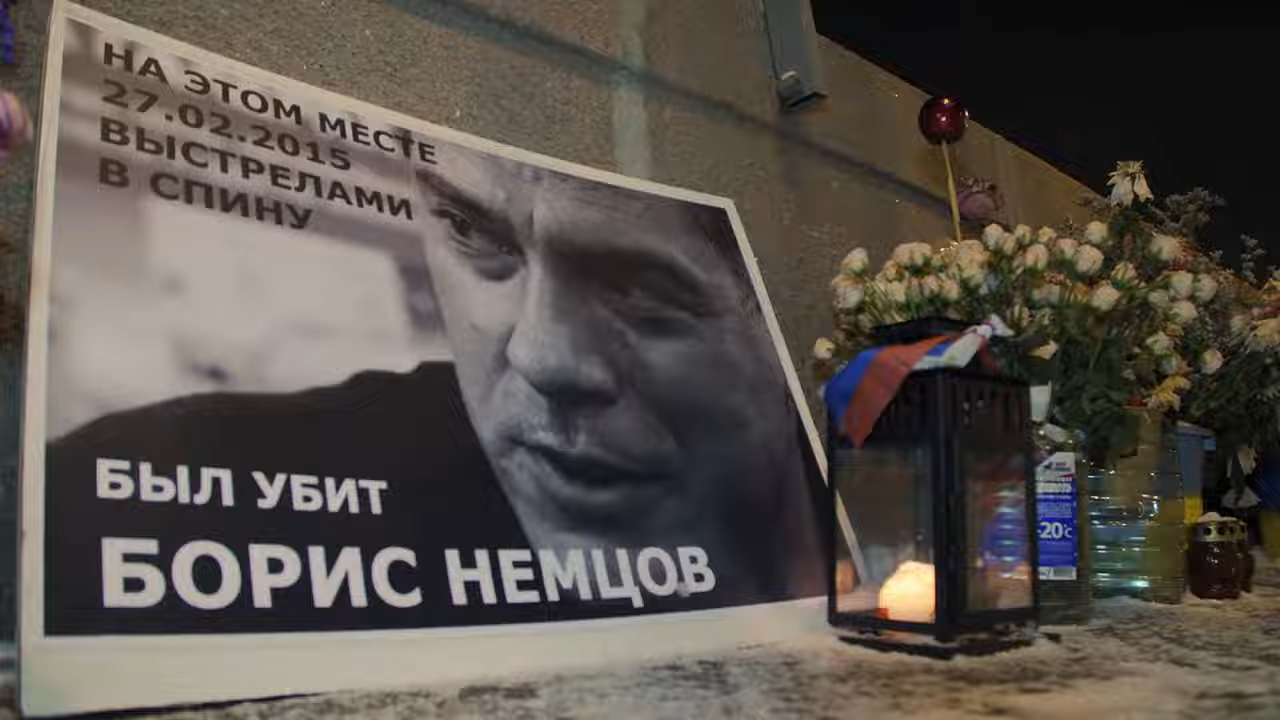 НА ЭТОМ МЕСТЕ
27.02.2015
ВЫСТРЕЛАМИ
В СПИНУ
БЫЛ УБИТ
БОРИС НЕМЦОВ
-20°C